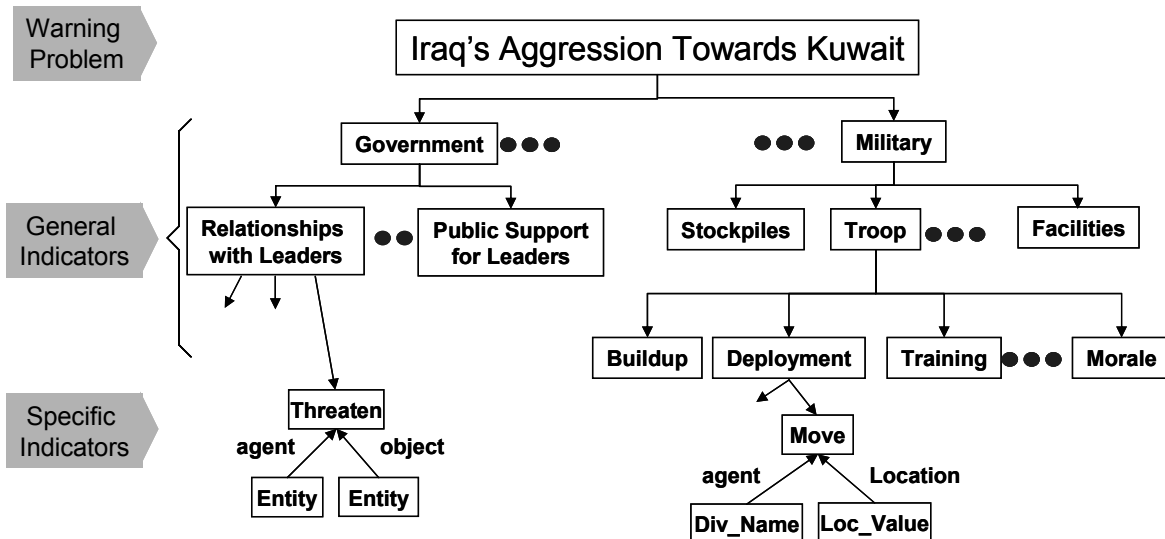 Warning
Problem
Iraq's Aggression Towards Kuwait
Government
Military
General
Indicators
Relationships
with Leaders
Public Support
for Leaders
Stockpiles
Troop
Facilities
Buildup
Deployment
Training
Morale
Specific
Indicators
Threaten
agent
object
Entity
Entity
Move
agent
Location
Div_Name
Loc_Value